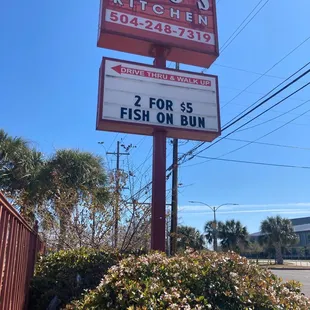 KITCHEN
504-248-7319
DRIVE THRU & WALK UP
2 FOR $5
FISH ON BUN